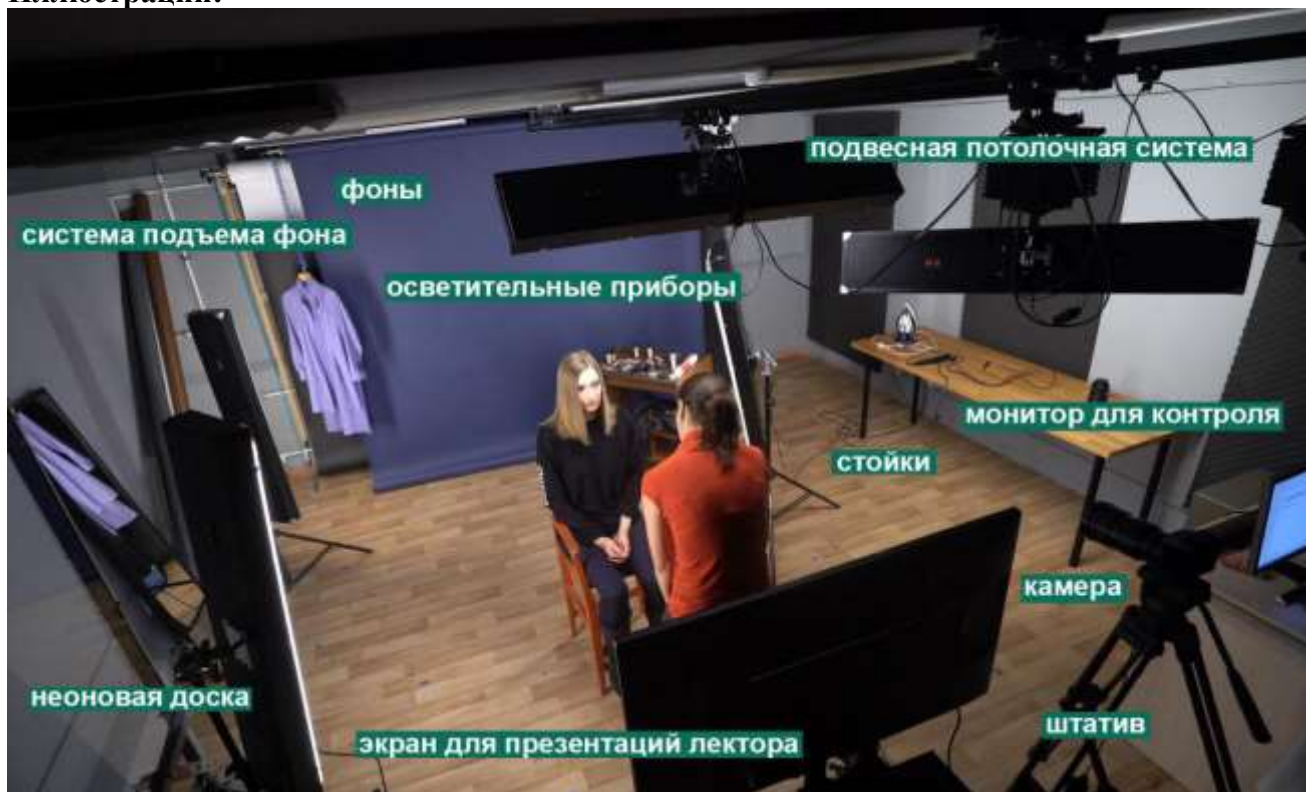 подвесная потолочная система
фоны
система подъема фона
осветительные приборы
монитор для контроля
стойки
камера
неоновая доска
штатив
экран для презентаций лектора